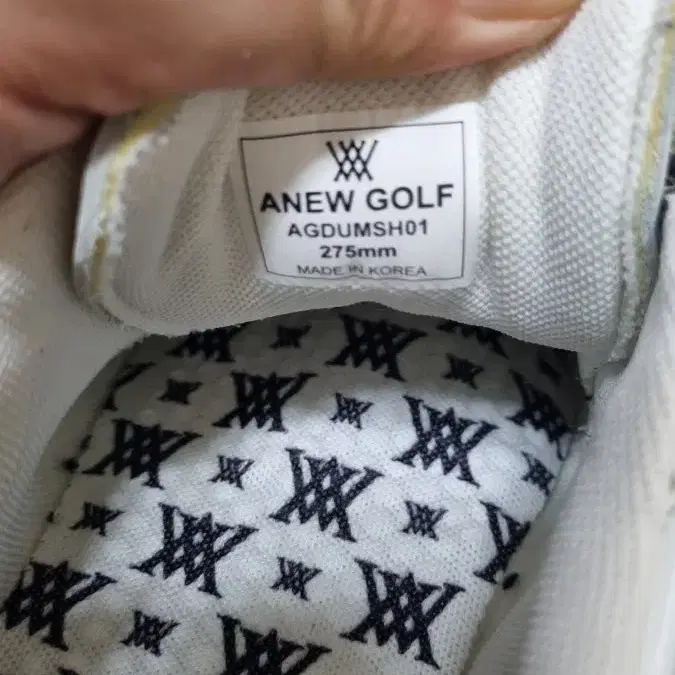 ANEW GOLF
AGDUMSH01
275mm
MADE IN KOREA